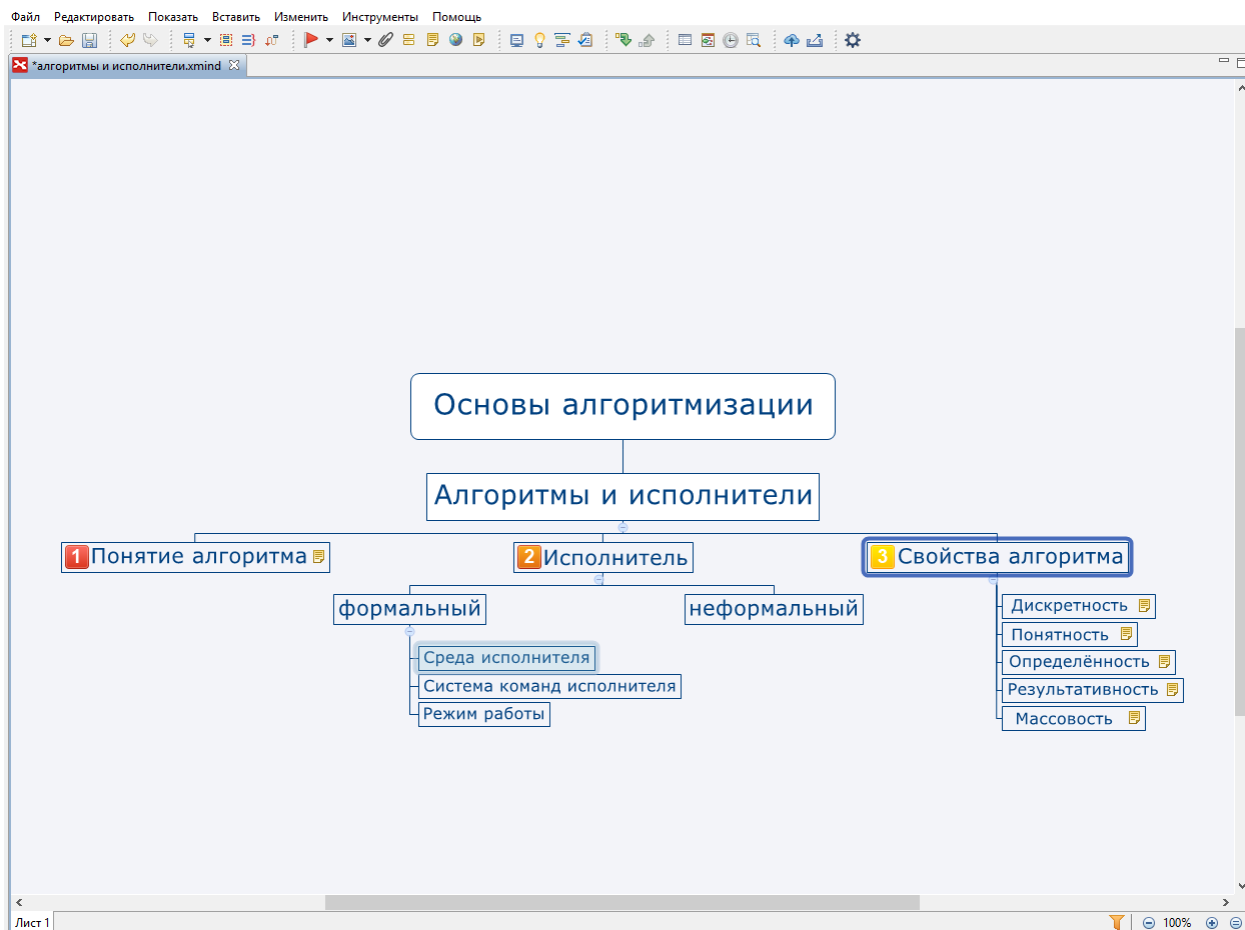 Файл Редактировать Показать Вставить Изменить Инструменты Помощь
*алгоритмы и исполнители.xmind
Основы алгоритмизации
Алгоритмы и исполнители
1 Понятие алгоритма
2 Исполнитель
3 Свойства алгоритма
формальный
неформальный
Среда исполнителя
Система команд исполнителя
Режим работы
Дискретность
Понятность
Определённость
Результативность
Массовость
Лист 1
100%